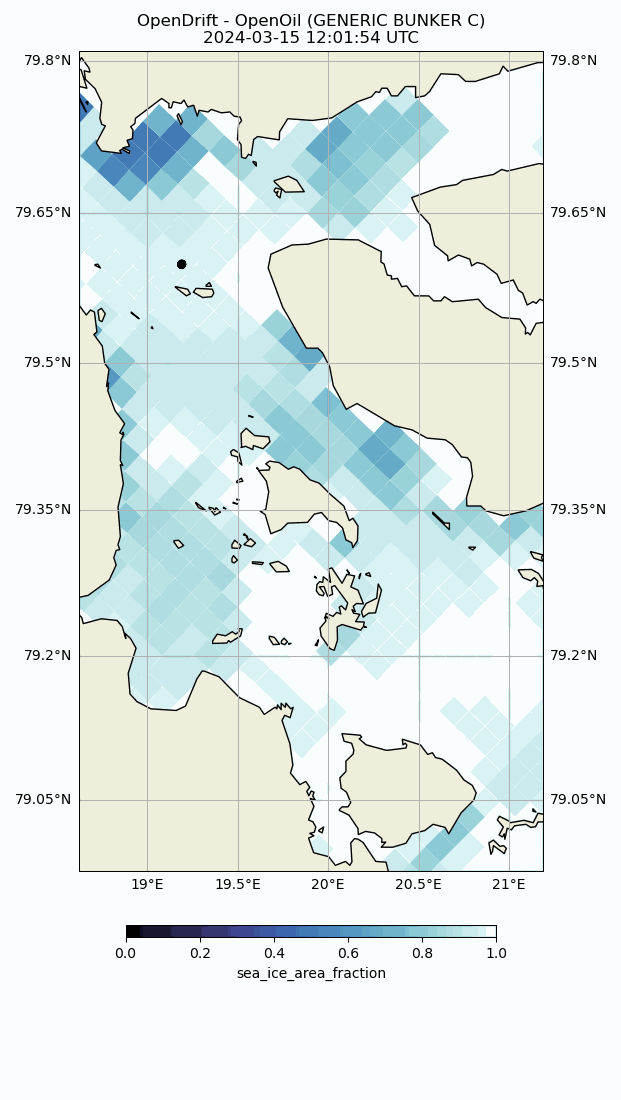 OpenDrift - OpenOil (GENERIC BUNKER C)
2024-03-15 12:01:54 UTC
79.8°N 79.8°N
79.65°N 79.65°N
79.5°N 79.5°N
79.35°N 79.35°N
79.2°N 79.2°N
79.05°N 79.05°N
19°E 19.5°E 20°E 20.5°E 21°E
0.0 0.2 0.4 0.6 0.8 1.0
sea_ice_area_fraction